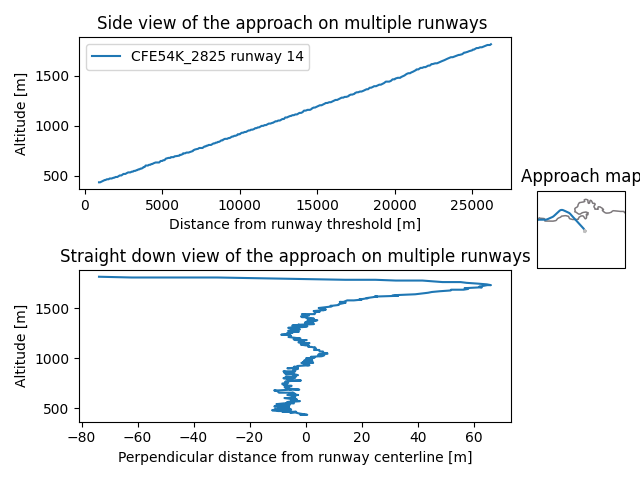 Side view of the approach on multiple runways
CFE54K_2825 runway 14
Altitude [m]
1500
1000
500
0
5000
10000
15000
20000
25000
Distance from runway threshold [m]
Approach map
Straight down view of the approach on multiple runways
Altitude [m]
1500
1000
500
−80
−60
−40
−20
0
20
40
60
Perpendicular distance from runway centerline [m]